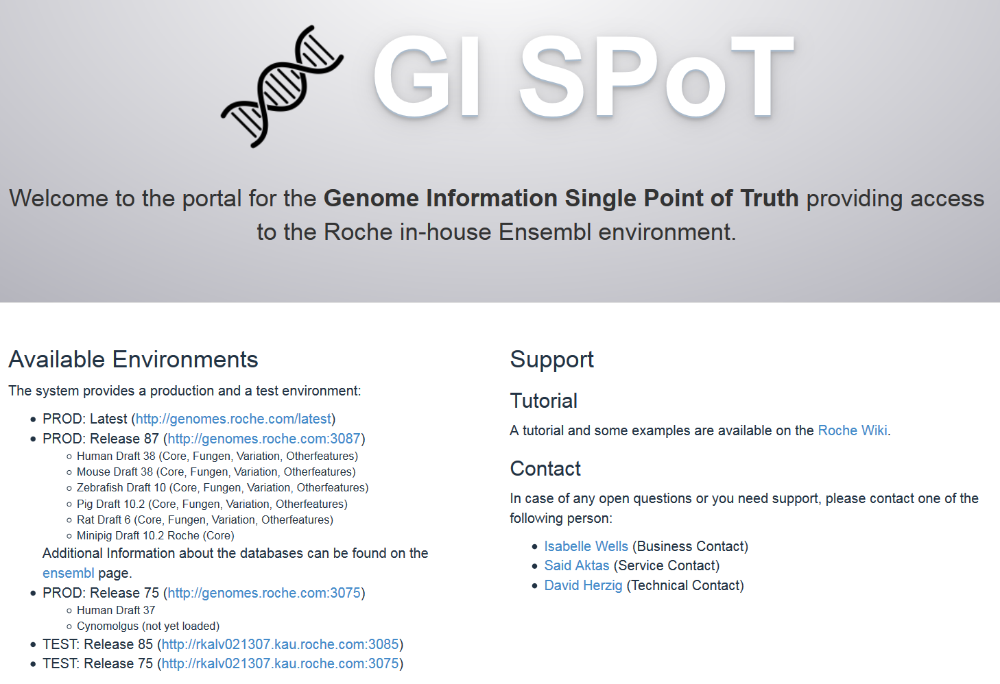 GI SPoT
Welcome to the portal for the Genome Information Single Point of Truth providing access
to the Roche in-house Ensembl environment.
Available Environments
The system provides a production and a test environment:
PROD: Latest (http://genomes.roche.com/latest)
PROD: Release 87 (http://genomes.roche.com:3087)
Human Draft 38 (Core, Fungen, Variation, Otherfeatures)
Mouse Draft 38 (Core, Fungen, Variation, Otherfeatures)
Zebrafish Draft 10 (Core, Fungen, Variation, Otherfeatures)
Pig Draft 10.2 (Core, Fungen, Variation, Otherfeatures)
Rat Draft 6 (Core, Fungen, Variation, Otherfeatures)
Minipig Draft 10.2 Roche (Core)
Additional Information about the databases can be found on the
ensembl page.
PROD: Release 75 (http://genomes.roche.com:3075)
Human Draft 37
Cynomolgus (not yet loaded)
TEST: Release 85 (http://rkalv021307.kau.roche.com:3085)
TEST: Release 75 (http://rkalv021307.kau.roche.com:3075)
Support
Tutorial
A tutorial and some examples are available on the Roche Wiki.
Contact
In case of any open questions or you need support, please contact one of the
following person:
Isabelle Wells (Business Contact)
Said Aktas (Service Contact)
David Herzig (Technical Contact)